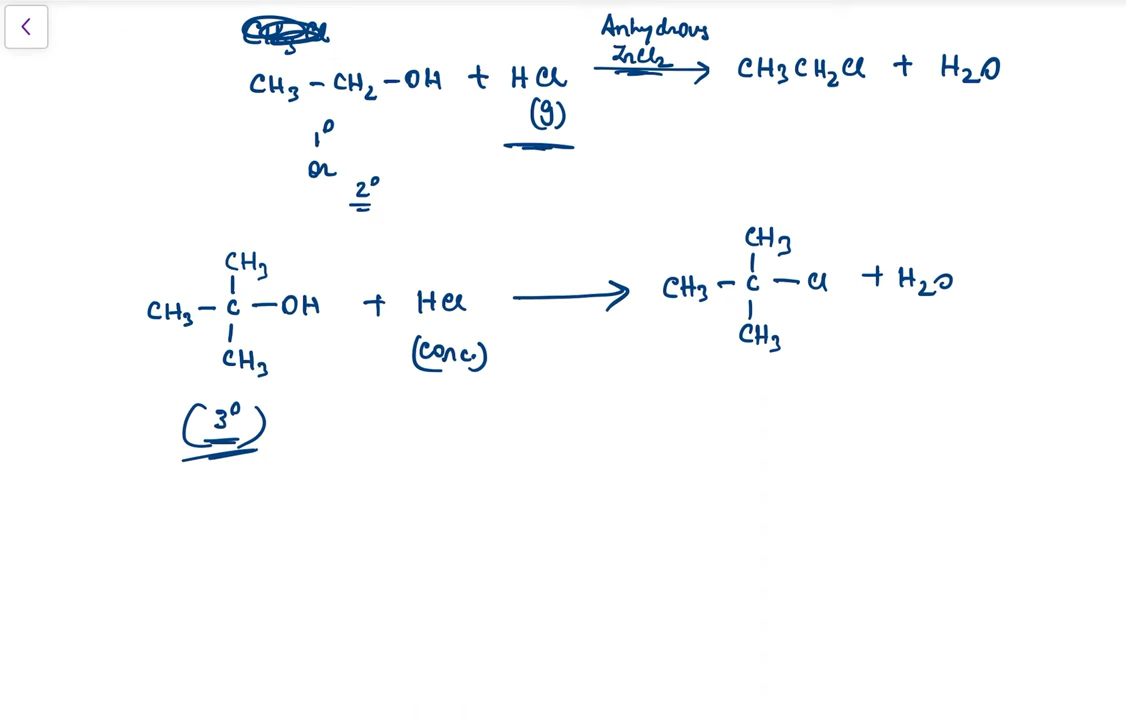 Anhydrous
ZnCl2
CH3 - CH2 - OH + HCl → CH3CH2Cl + H2O
(g)
1°
or
2°
CH3
CH3 - C - OH + HCl → CH3 - C - Cl + H2O
CH3
(conc.)
CH3
CH3
(3°)